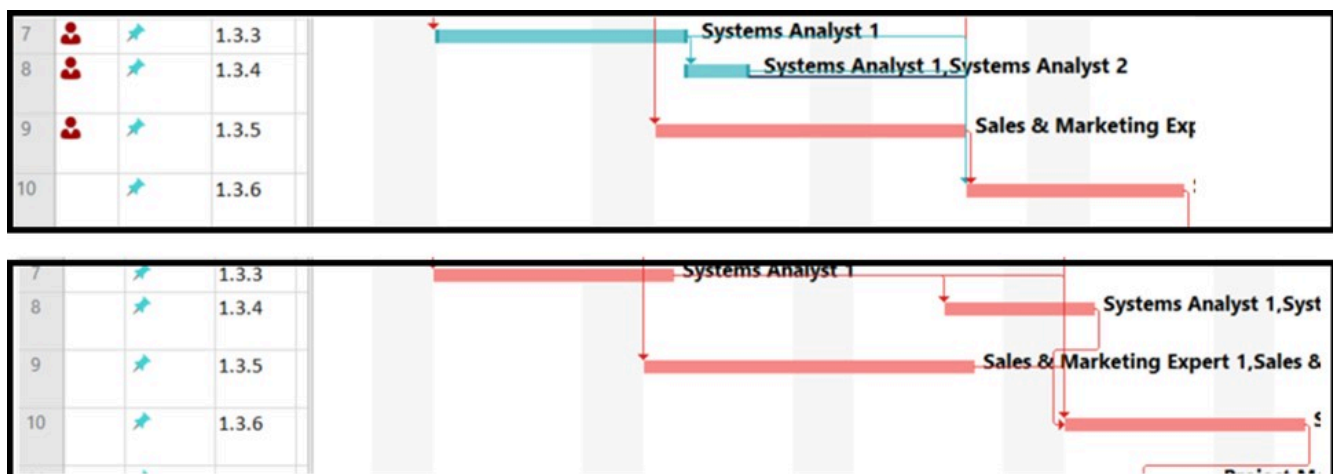 7 1.3.3 Systems Analyst 1
8 1.3.4 Systems Analyst 1,Systems Analyst 2
9 1.3.5 Sales & Marketing Exp
10 1.3.6
7 1.3.3 Systems Analyst 1
8 1.3.4 Systems Analyst 1,Syst
9 1.3.5 Sales & Marketing Expert 1,Sales &
10 1.3.6